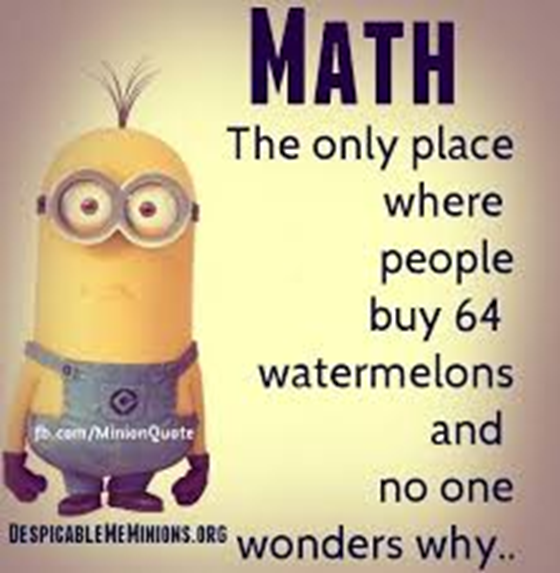 MATH
The only place
where
people
buy 64
watermelons
and
no one
wonders why..
fb.com/MinionQuote
DESPICABLEMEMINIONS.ORG